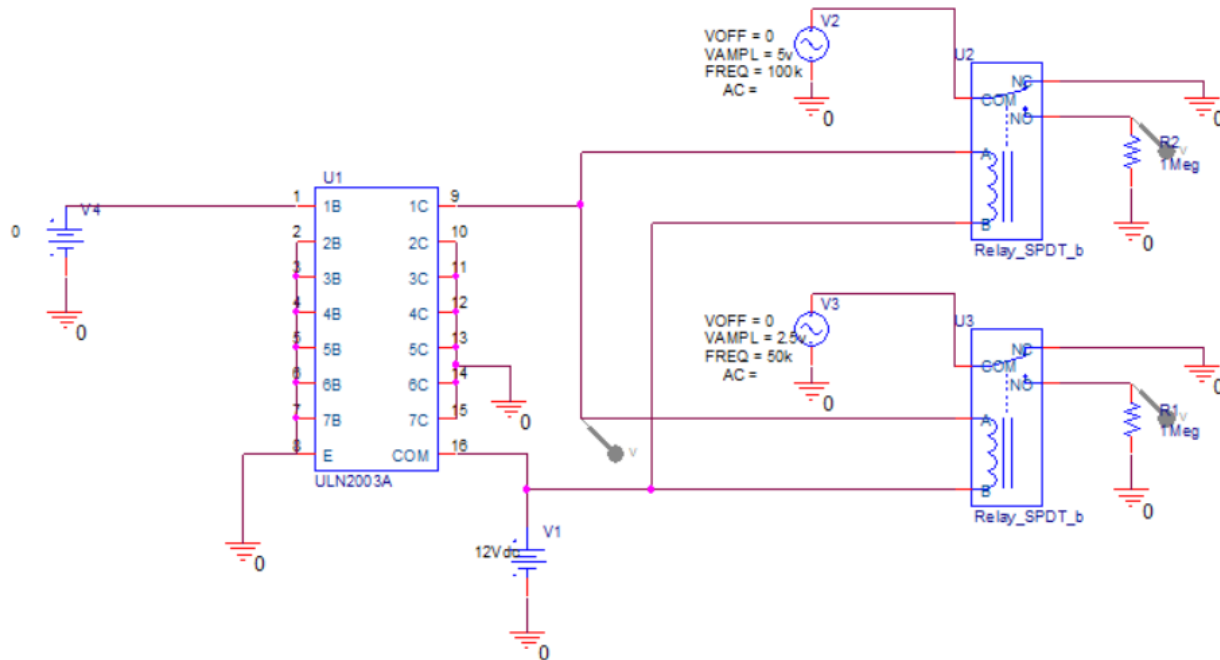 V2
VOFF = 0
VAMPL = 5v
FREQ = 100k
AC =
0
U2
NC
COM
NO
0
A
R2
1Meg
B
0
Relay_SPDT_b
U1
1 1B 1C 9
2 2B 2C 10
3 3B 3C 11
4 4B 4C 12
5 5B 5C 13
6 6B 6C 14
7 7B 7C 15
8 E COM 16
ULN2003A
0
V4
0
0
0
V
V3
VOFF = 0
VAMPL = 2.5v
FREQ = 50k
AC =
0
U3
NC
COM
NO
0
A
R1
1Meg
B
0
Relay_SPDT_b
V1
12Vdc
0